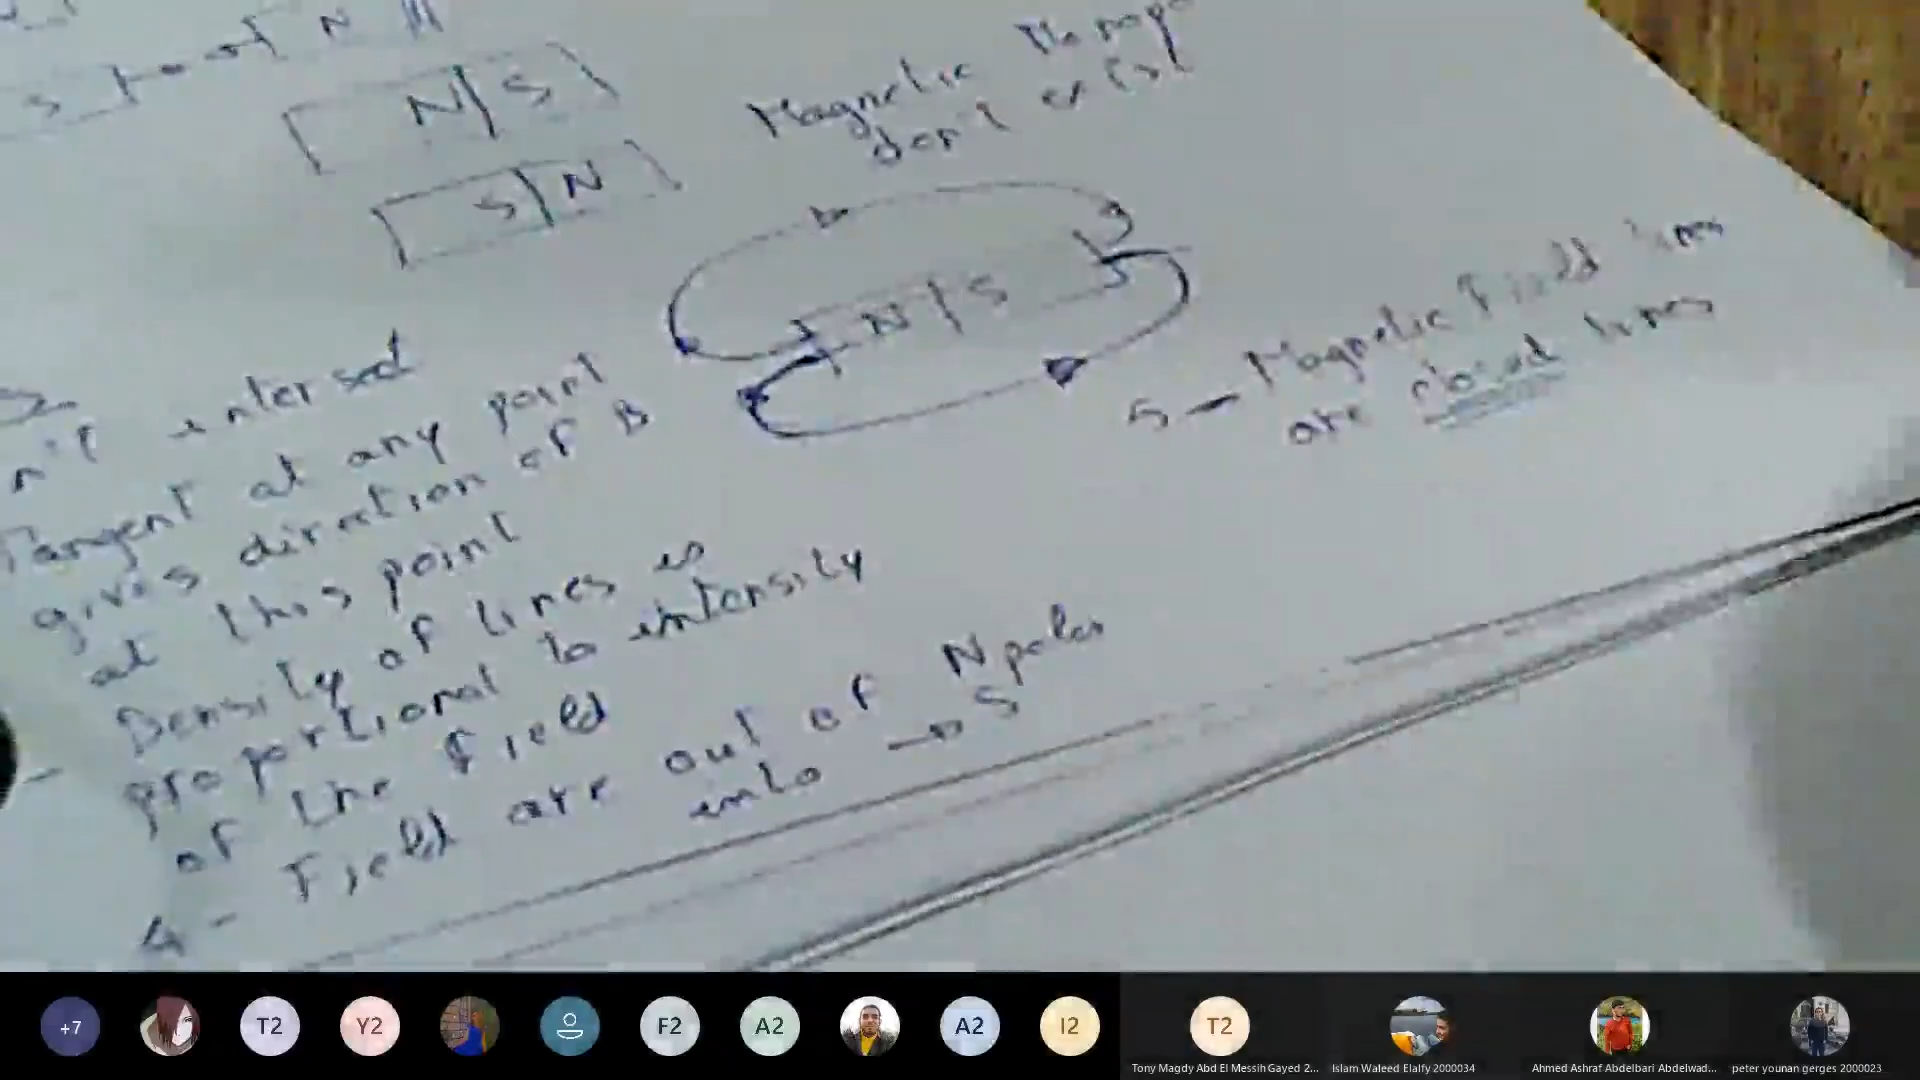 S
N
N | S
S | N
Magnetic
don't exist
N | S
n't intersect
Tangent at any point
gives direction of B
at this point
Density of lines is
proportional to intensity
of the field
4 - Field are out of N poles
into → S
5 - Magnetic Field lines
are closed lines
+7
T2
Y2
F2
A2
A2
I2
T2
Tony Magdy Abd El Messih Gayed 2...
Islam Waleed Elalfy 2000034
Ahmed Ashraf Abdelbari Abdelwad...
peter younan gerges 2000023